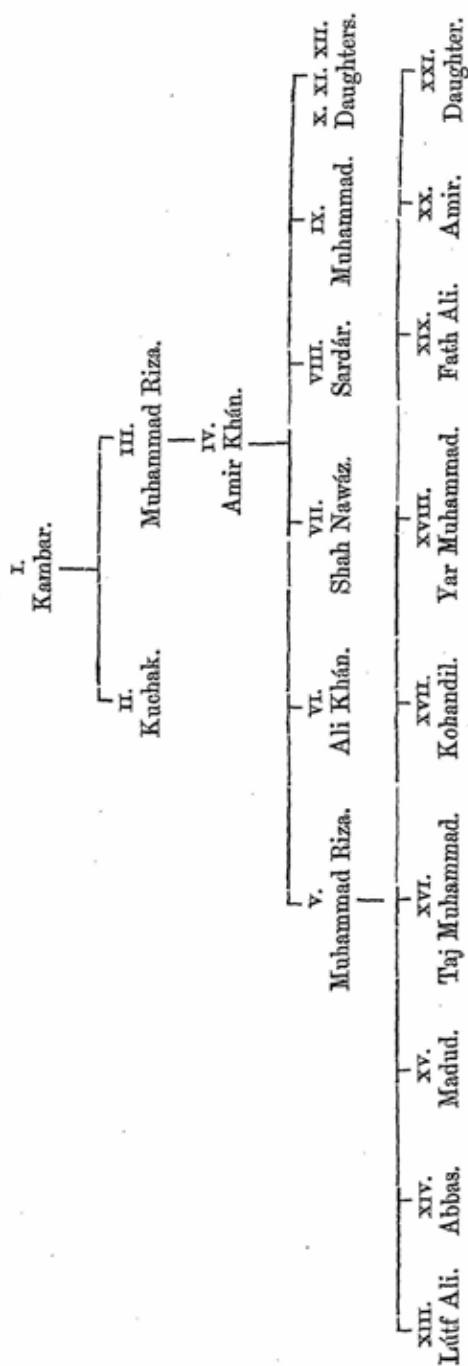 I.
Kambar.
II. III.
Kuchak. Muhammad Riza.
IV.
Amir Khán.
V. VI. VII. VIII. IX. X. XI. XII.
Muhammad Riza. Ali Khán. Shah Nawáz. Sardár. Muhammad. Daughters.
XIII. XIV. XV. XVI. XVII. XVIII. XIX. XX. XXI.
Lútf Ali. Abbas. Madud. Taj Muhammad. Kohandil. Yar Muhammad. Fath Ali. Amir. Daughter.